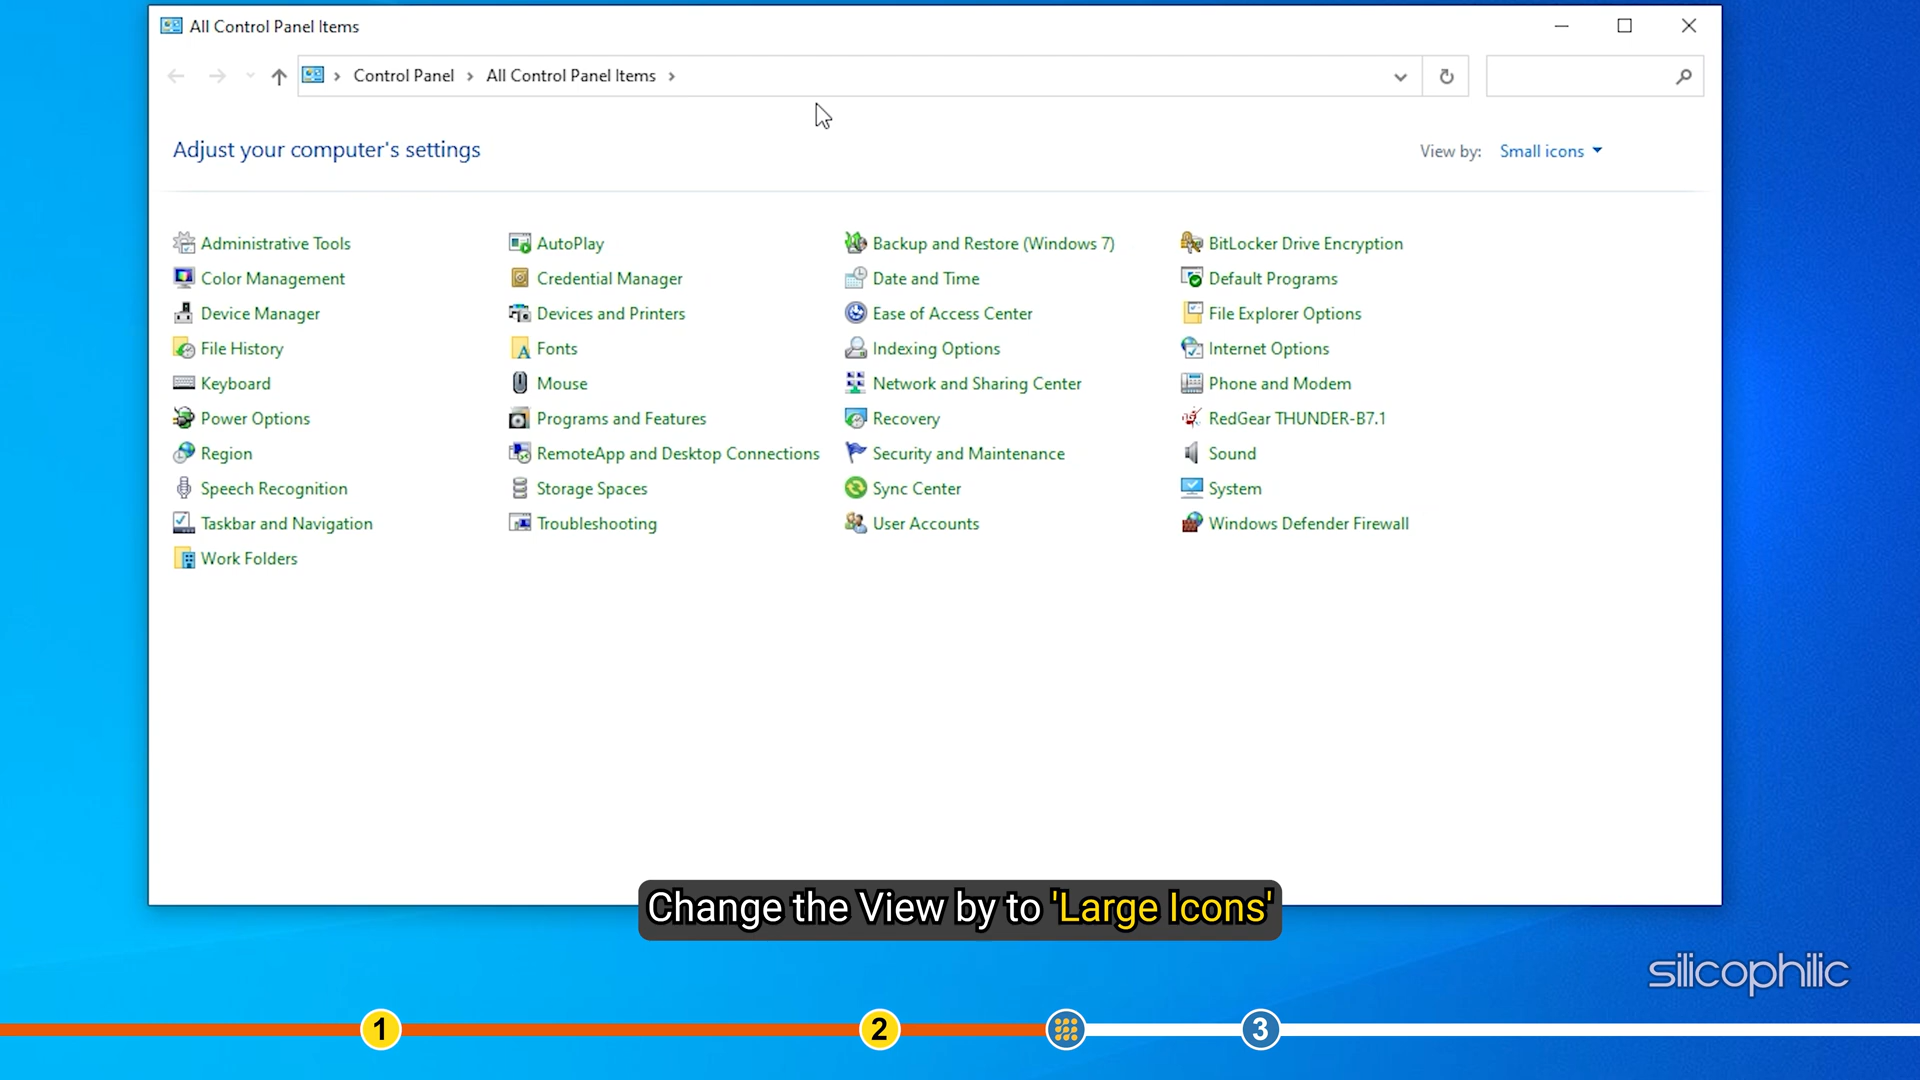 All Control Panel Items
Control Panel All Control Panel Items
Adjust your computer's settings
View by: Small icons
Administrative Tools
AutoPlay
Backup and Restore (Windows 7)
BitLocker Drive Encryption
Color Management
Credential Manager
Date and Time
Default Programs
Device Manager
Devices and Printers
Ease of Access Center
File Explorer Options
File History
Fonts
Indexing Options
Internet Options
Keyboard
Mouse
Network and Sharing Center
Phone and Modem
Power Options
Programs and Features
Recovery
RedGear THUNDER-B7.1
Region
RemoteApp and Desktop Connections
Security and Maintenance
Sound
Speech Recognition
Storage Spaces
Sync Center
System
Taskbar and Navigation
Troubleshooting
User Accounts
Windows Defender Firewall
Work Folders
Change the View by to 'Large Icons'
silicophilic
1 2 3